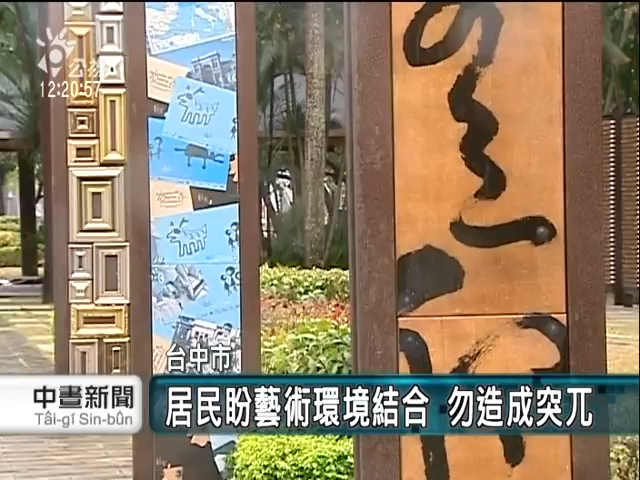 公視
12:20:57
台中市
中晝新聞
Tâi-gí Sin-bûn
居民盼藝術環境結合 勿造成突兀